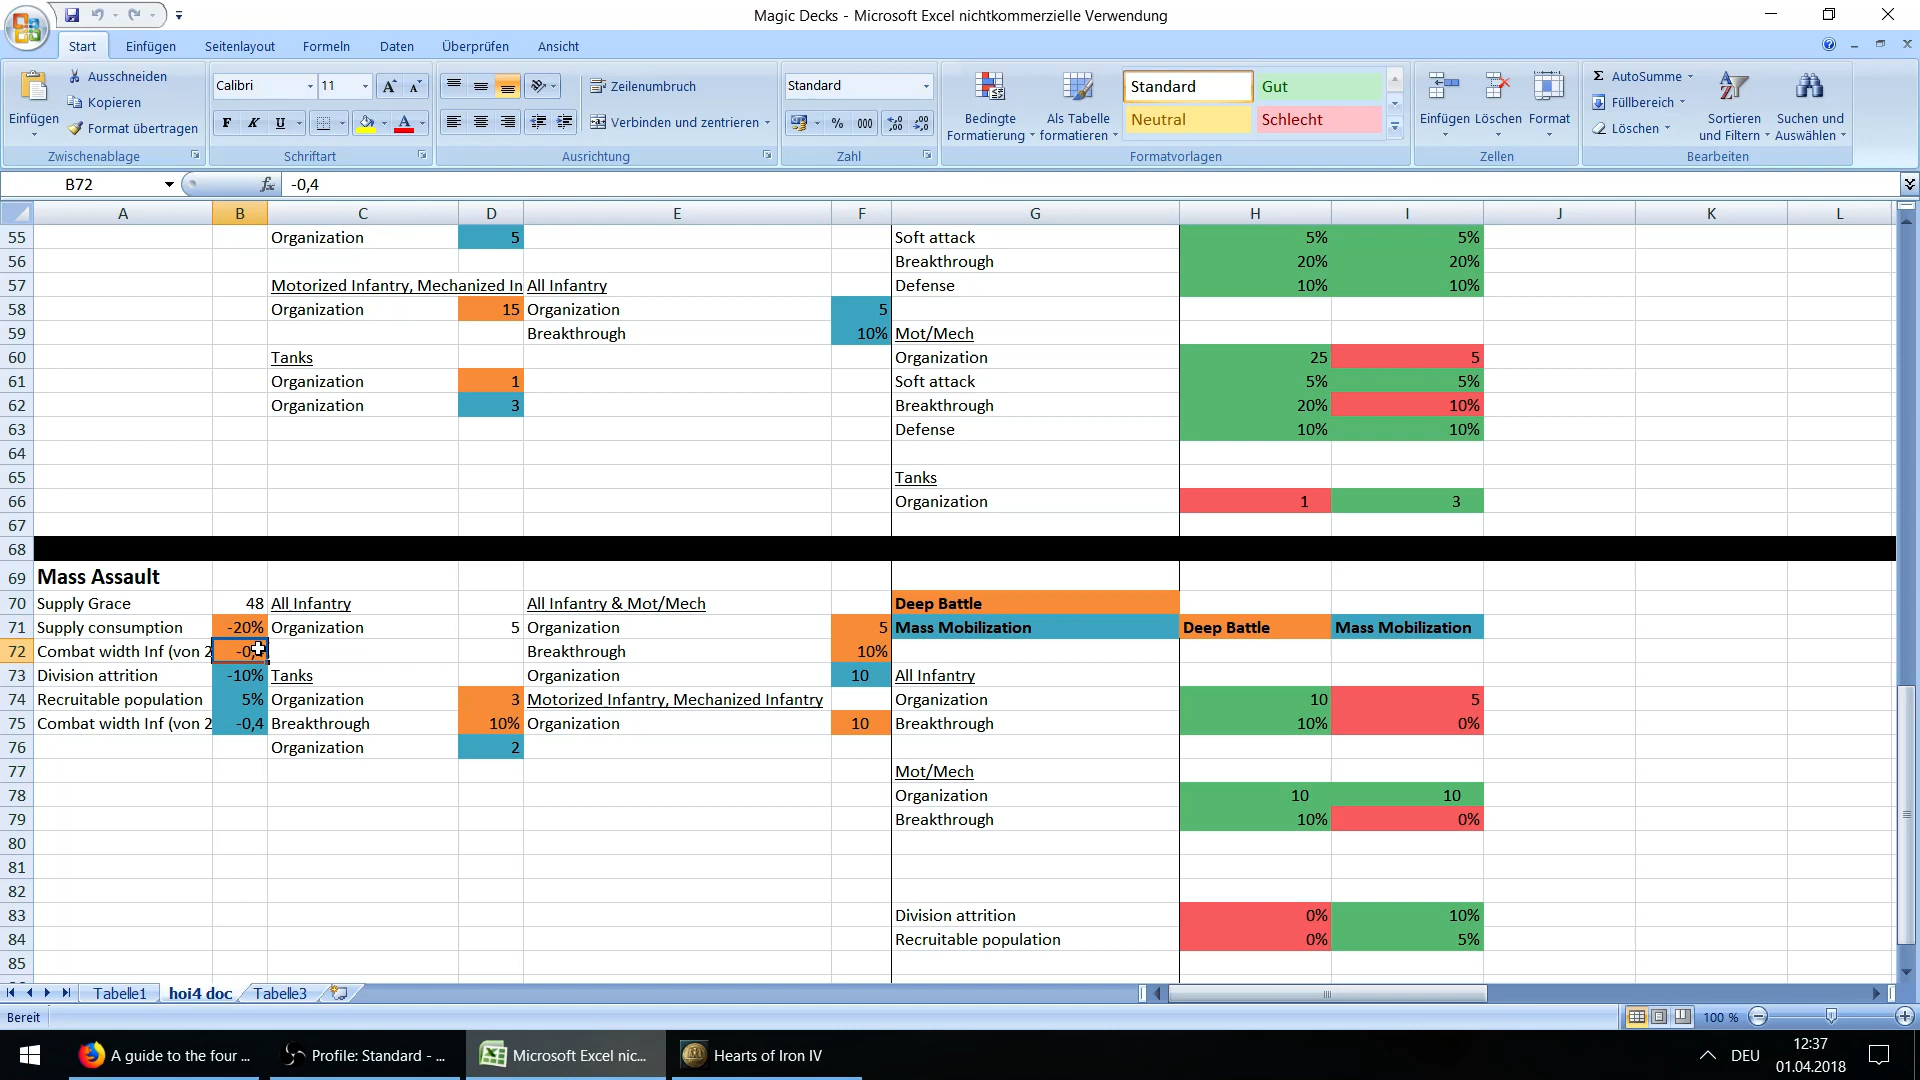 Magic Decks - Microsoft Excel nichtkommerzielle Verwendung
Start Einfügen Seitenlayout Formeln Daten Überprüfen Ansicht
Einfügen
Ausschneiden
Kopieren
Format übertragen
Zwischenablage
Calibri 11
F K U
Schriftart
Zeilenumbruch
Verbinden und zentrieren
Ausrichtung
Standard
% 000
Zahl
Bedingte Formatierung
Als Tabelle formatieren
Standard Gut
Neutral Schlecht
Formatvorlagen
Einfügen Löschen Format
Zellen
AutoSumme
Füllbereich
Löschen
Sortieren und Filtern
Suchen und Auswählen
Bearbeiten
B72 fx -0,4
A B C D E F G H I J K L
55 Organization 5 Soft attack 5% 5%
56 Breakthrough 20% 20%
57 Motorized Infantry, Mechanized In All Infantry Defense 10% 10%
58 Organization 15 Organization 5
59 Breakthrough 10% Mot/Mech
60 Tanks Organization 25 5
61 Organization 1 Soft attack 5% 5%
62 Organization 3 Breakthrough 20% 10%
63 Defense 10% 10%
64
65 Tanks
66 Organization 1 3
67
68
69 Mass Assault
70 Supply Grace 48 All Infantry All Infantry & Mot/Mech Deep Battle
71 Supply consumption -20% Organization 5 Organization 5 Mass Mobilization Deep Battle Mass Mobilization
72 Combat width Inf (von 2 Breakthrough 10%
73 Division attrition -10% Tanks Organization 10 All Infantry
74 Recruitable population 5% Organization 3 Motorized Infantry, Mechanized Infantry Organization 10 5
75 Combat width Inf (von 2 -0,4 Breakthrough 10% Organization 10 Breakthrough 10% 0%
76 Organization 2
77 Mot/Mech
78 Organization 10 10
79 Breakthrough 10% 0%
80
81
82
83 Division attrition 0% 10%
84 Recruitable population 0% 5%
85
Tabelle1 hoi4 doc Tabelle3
Bereit 100 %
A guide to the four ... Profile: Standard - ... Microsoft Excel nic... Hearts of Iron IV DEU 12:37
01.04.2018